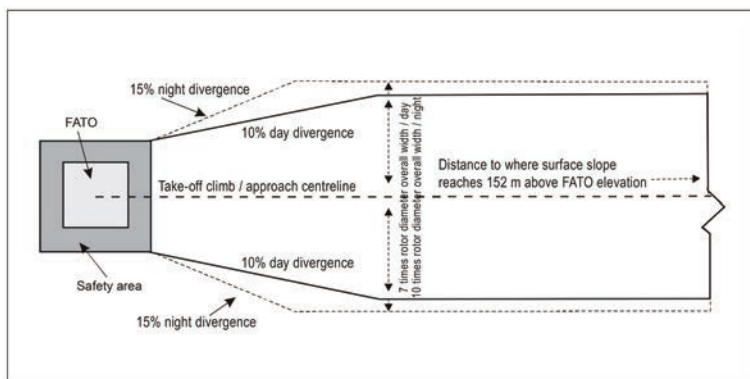 15% night divergence
FATO
10% day divergence
Take-off climb / approach centreline
7 times rotor diameter overall width / day
10 times rotor diameter overall width / night
Distance to where surface slope
reaches 152 m above FATO elevation
10% day divergence
Safety area
15% night divergence